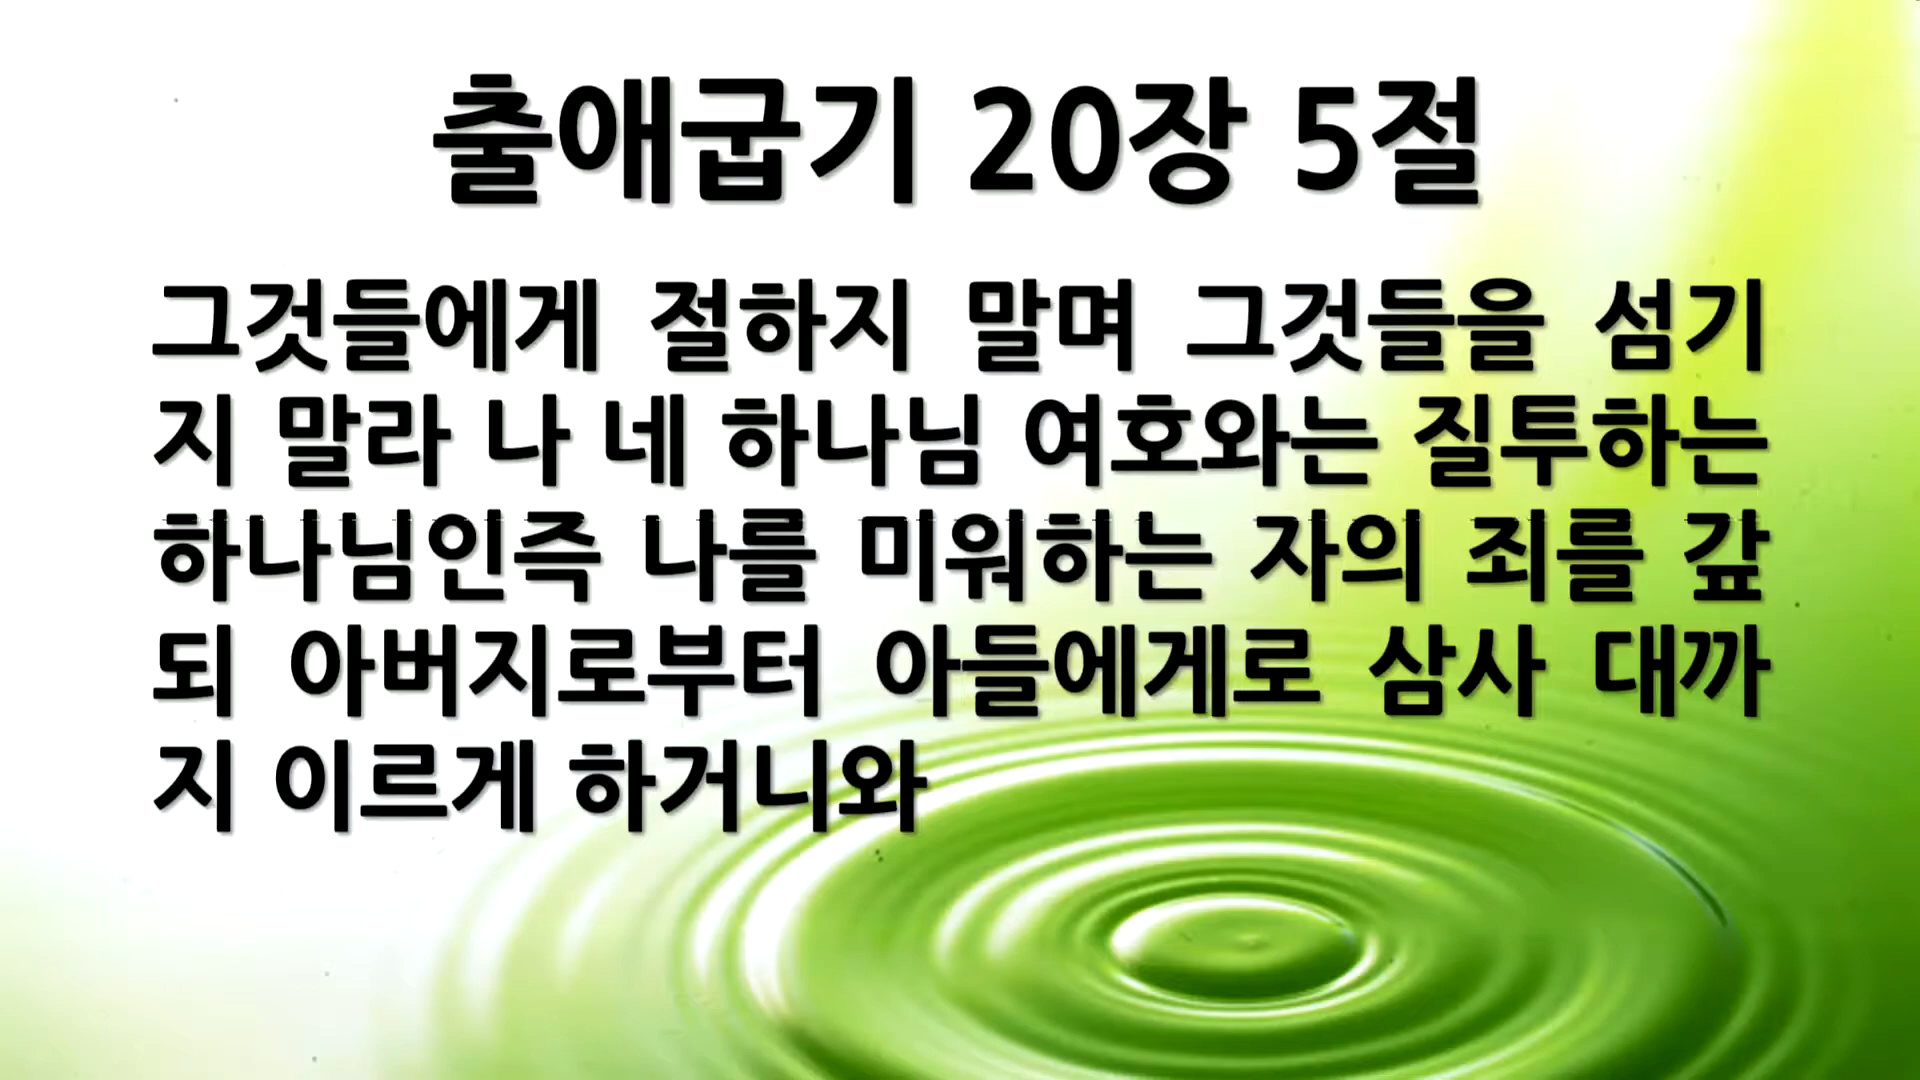 출애굽기 20장 5절
그것들에게 절하지 말며 그것들을 섬기
지 말라 나 네 하나님 여호와는 질투하는
하나님인즉 나를 미워하는 자의 죄를 갚
되 아버지로부터 아들에게로 삼사 대까
지 이르게 하거니와